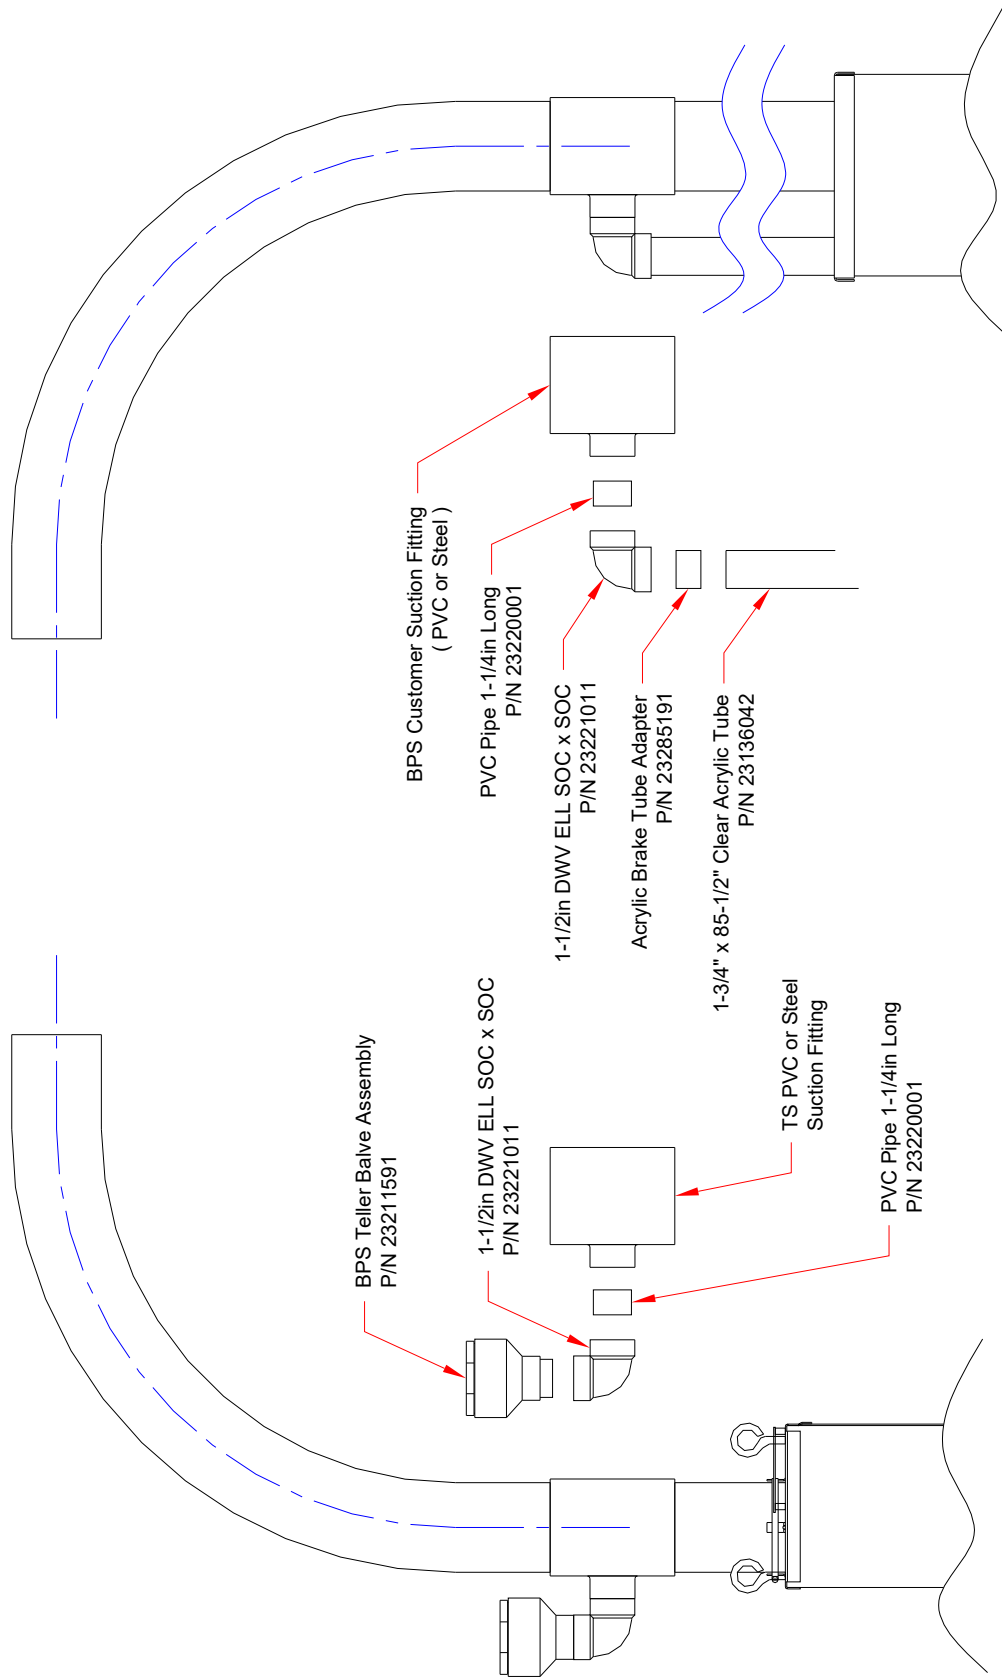 BPS Teller Balve Assembly
P/N 23211591
1-1/2in DWV ELL SOC x SOC
P/N 23221011
TS PVC or Steel
Suction Fitting
PVC Pipe 1-1/4in Long
P/N 23220001
BPS Customer Suction Fitting
( PVC or Steel )
PVC Pipe 1-1/4in Long
P/N 23220001
1-1/2in DWV ELL SOC x SOC
P/N 23221011
Acrylic Brake Tube Adapter
P/N 23285191
1-3/4" x 85-1/2" Clear Acrylic Tube
P/N 23136042